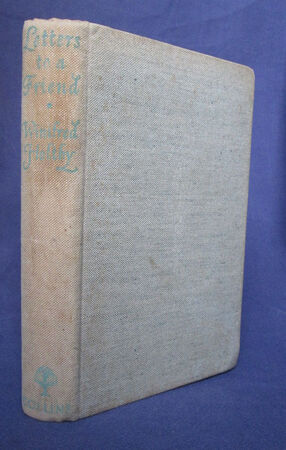 Letters
to a
Friend
Winifred
Holtby
COLLINS